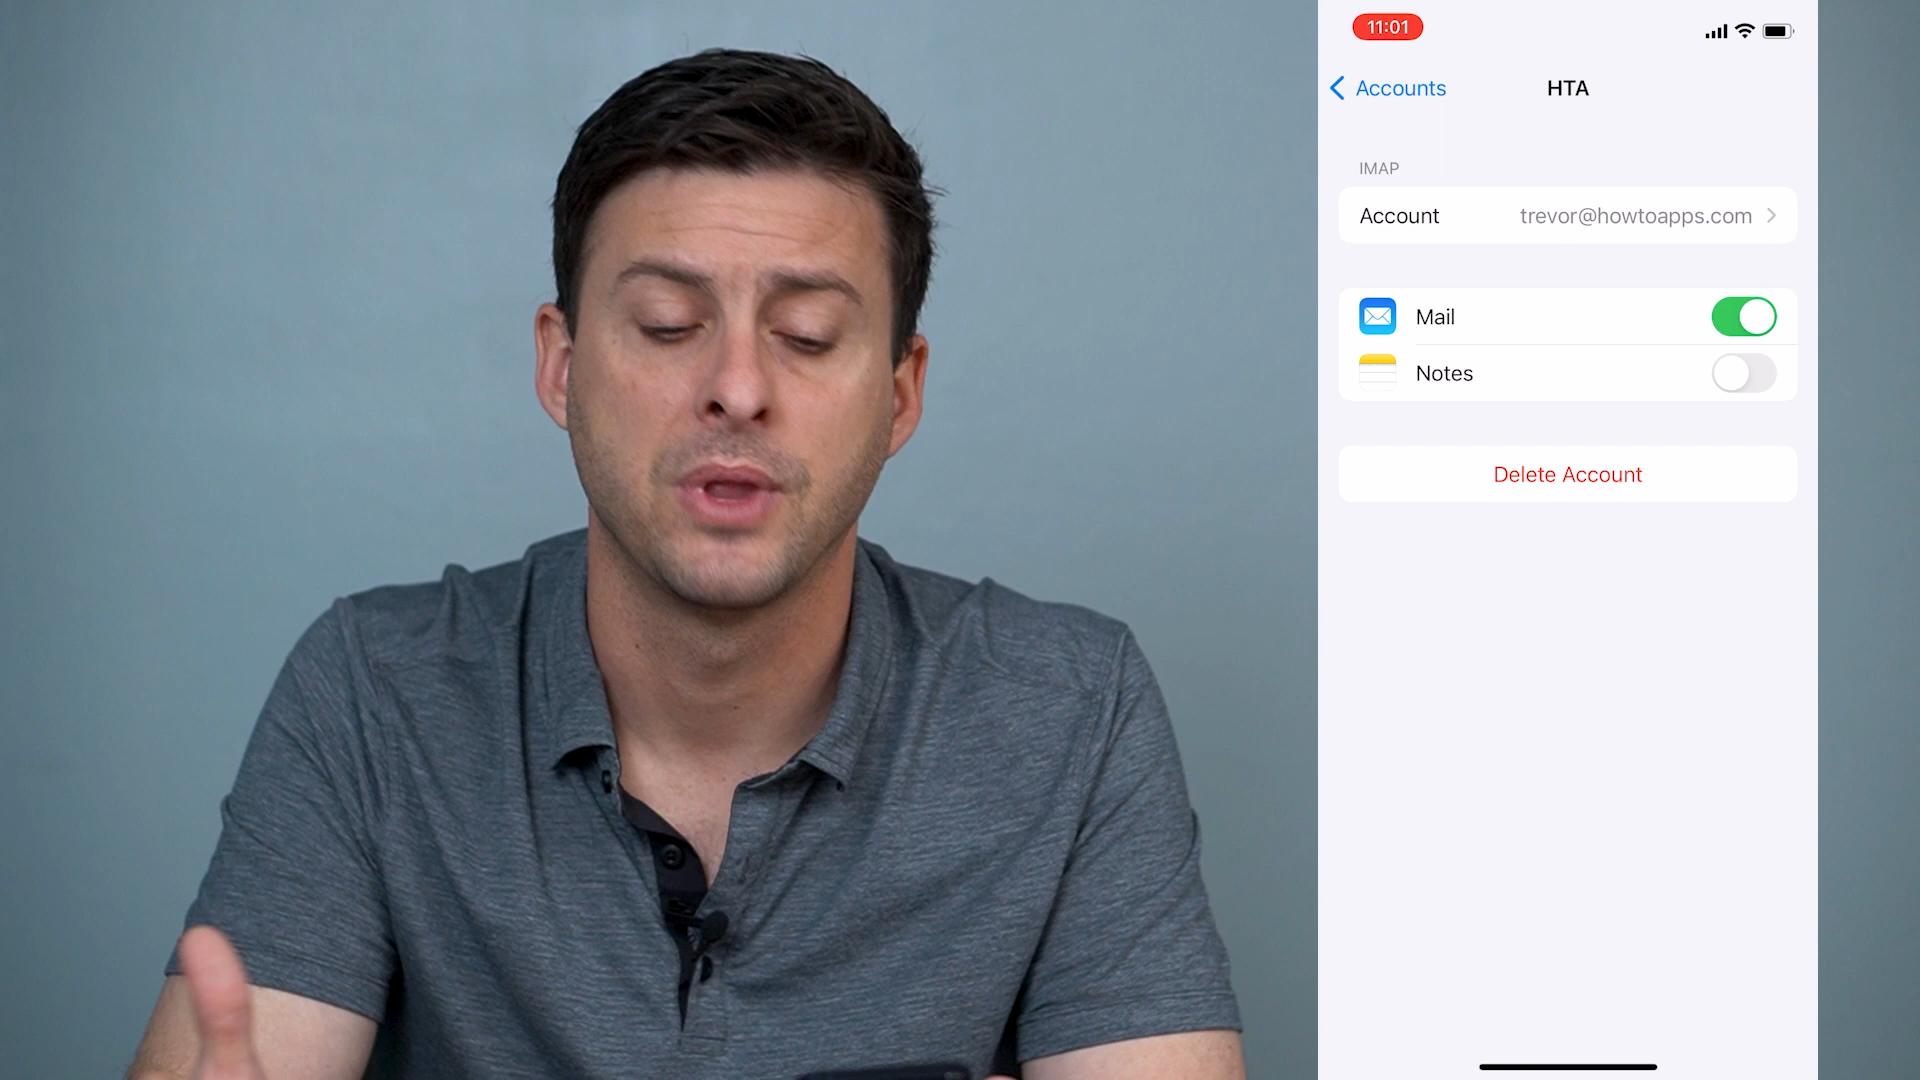 11:01
Accounts
HTA
IMAP
Account trevor@howtoapps.com
Mail
Notes
Delete Account